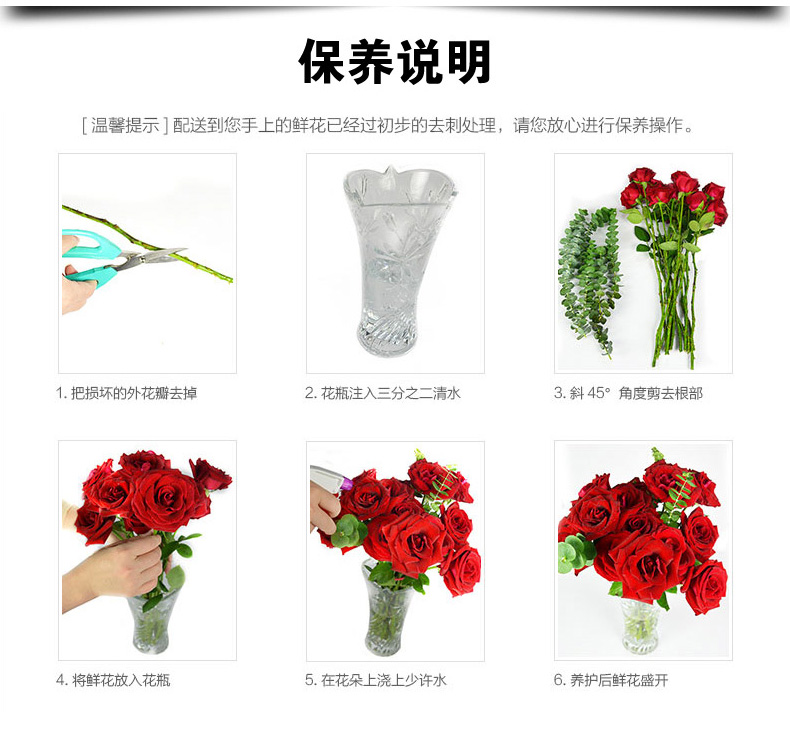 保养说明
[ 温馨提示 ] 配送到您手上的鲜花已经过初步的去刺处理，请您放心进行保养操作。
1. 把损坏的外花瓣去掉
2. 花瓶注入三分之二清水
3. 斜 45° 角度剪去根部
4. 将鲜花放入花瓶
5. 在花朵上浇上少许水
6. 养护后鲜花盛开